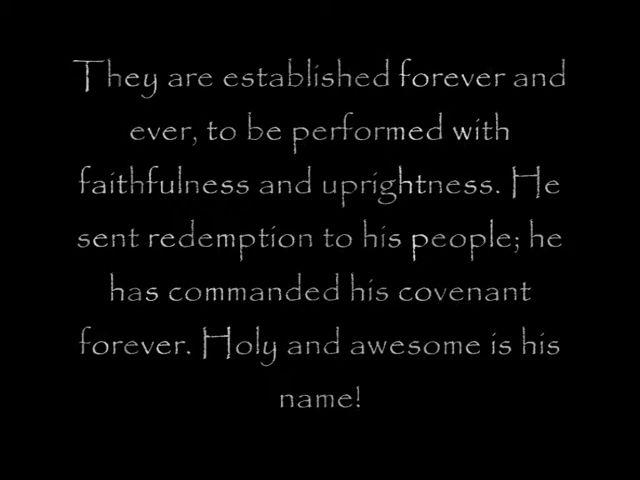 They are established forever and
ever, to be performed with
faithfulness and uprightness. He
sent redemption to his people; he
has commanded his covenant
forever. Holy and awesome is his
name!